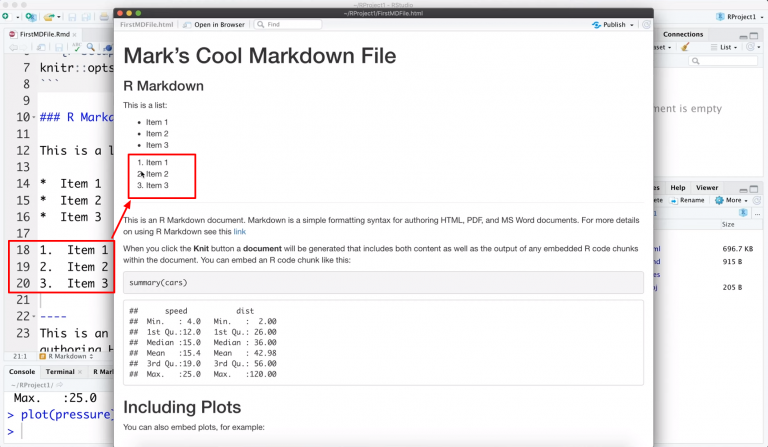 ~/RProject1 - RStudio
~/RProject1/FirstMDFile.html
FirstMDFile.html
Open in Browser
Find
Publish
RProject1
FirstMDFile.Rmd
7 knitr::opts
8 ```
9
10 ### R Marka
11
12 This is a l
13
14 * Item 1
15 * Item 2
16 * Item 3
17
18 1. Item 1
19 2. Item 2
20 3. Item 3
21
22 ----
23 This is an
authoring H
21:1 R Markdown
Console Terminal R Mar
~/RProject1/
Max. :25.0
> plot(pressure)
>
Mark's Cool Markdown File
R Markdown
This is a list:
• Item 1
• Item 2
• Item 3
1. Item 1
2. Item 2
3. Item 3
This is an R Markdown document. Markdown is a simple formatting syntax for authoring HTML, PDF, and MS Word documents. For more details
on using R Markdown see this link
When you click the Knit button a document will be generated that includes both content as well as the output of any embedded R code chunks
within the document. You can embed an R code chunk like this:
summary(cars)
## speed dist
## Min. : 4.0 Min. : 2.00
## 1st Qu.:12.0 1st Qu.: 26.00
## Median :15.0 Median : 36.00
## Mean :15.4 Mean : 42.98
## 3rd Qu.:19.0 3rd Qu.: 56.00
## Max. :25.0 Max. :120.00
Including Plots
You can also embed plots, for example:
Connections
List
ment is empty
Help Viewer
Rename More
Size
696.7 KB
915 B
205 B